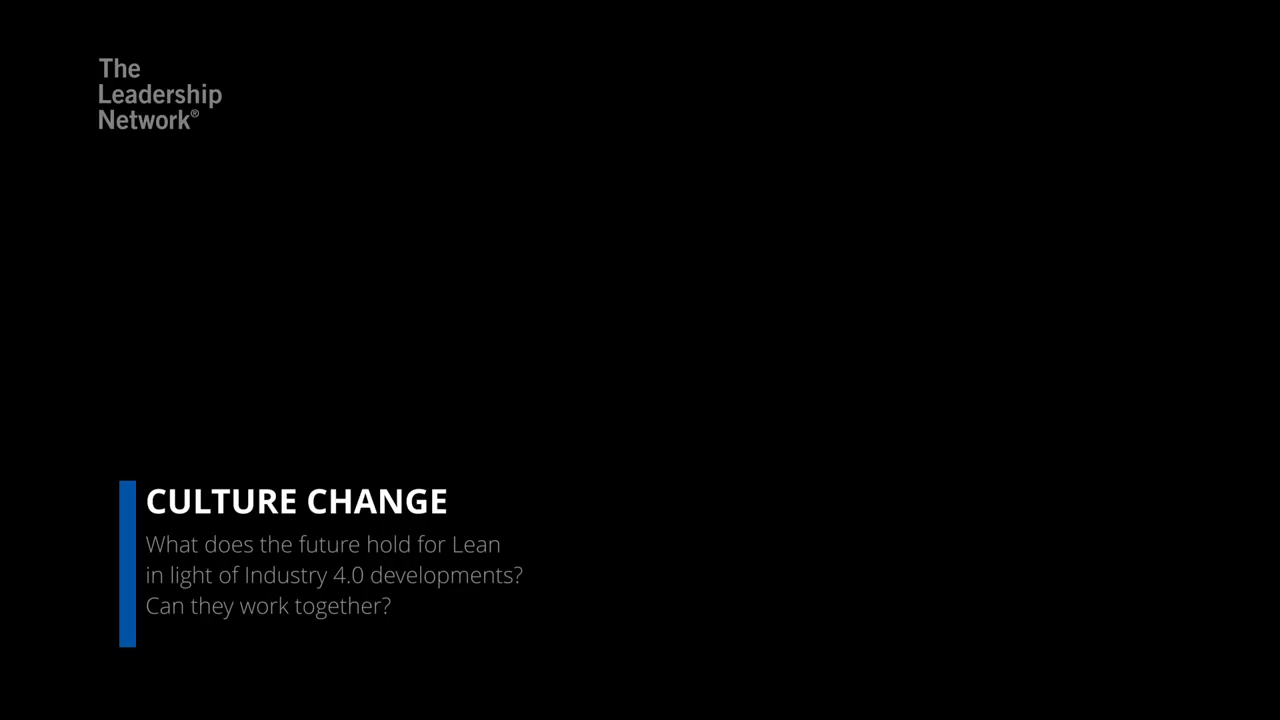 The
Leadership
Network®
CULTURE CHANGE
What does the future hold for Lean
in light of Industry 4.0 developments?
Can they work together?